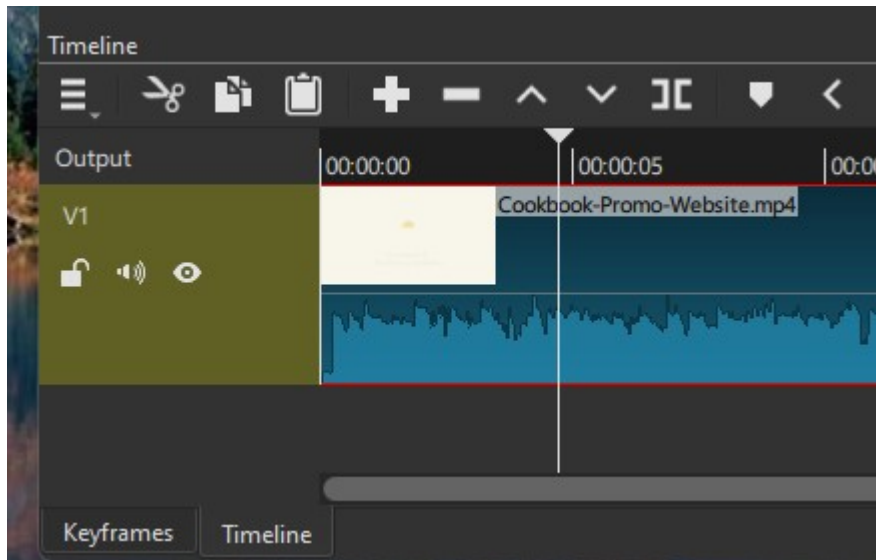 Timeline
Output
00:00:00
00:00:05
V1
Cookbook-Promo-Website.mp4
Keyframes
Timeline